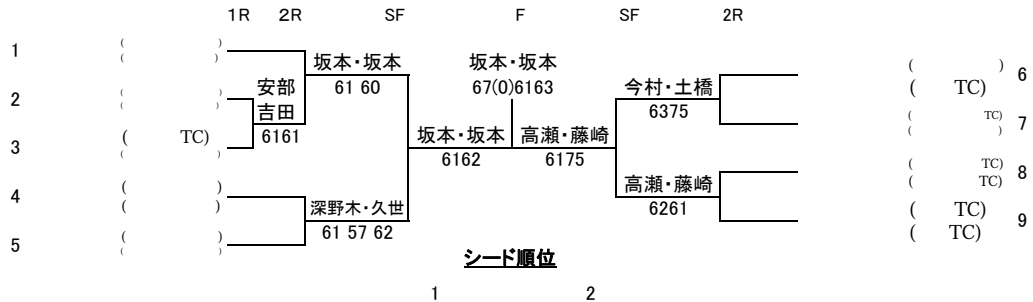 1R 2R SF F SF 2R
1 ( )
( )
坂本・坂本 坂本・坂本
( ) 6
61 60 67(0)6163
( TC)
安部 今村・土橋
2 ( )
( )
吉田 6375
( TC) 7
( )
6161
3 ( TC)
( )
坂本・坂本 高瀬・藤崎
6162 6175
( TC) 8
( TC)
4 ( )
( )
高瀬・藤崎
6261
深野木・久世
61 57 62
( TC) 9
( TC)
5 ( )
( )
シード順位
1 2